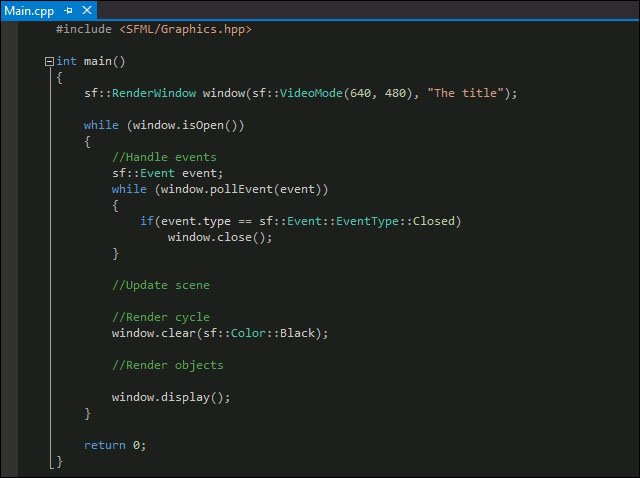 Main.cpp
#include <SFML/Graphics.hpp>
int main()
{
sf::RenderWindow window(sf::VideoMode(640, 480), "The title");
while (window.isOpen())
{
//Handle events
sf::Event event;
while (window.pollEvent(event))
{
if(event.type == sf::Event::EventType::Closed)
window.close();
}
//Update scene
//Render cycle
window.clear(sf::Color::Black);
//Render objects
window.display();
}
return 0;
}